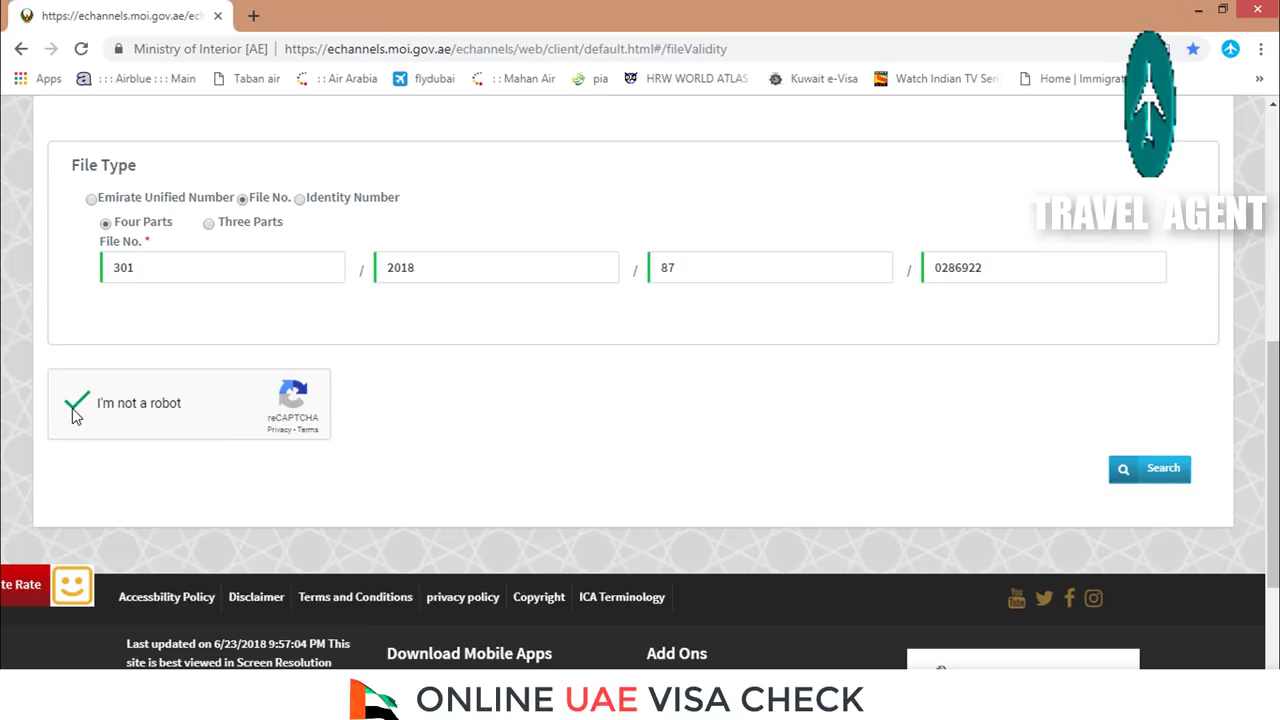 https://echannels.moi.gov.ae/ech
Ministry of Interior [AE] | https://echannels.moi.gov.ae/echannels/web/client/default.html#/fileValidity
Apps :::Airblue ::: Main Taban air :: Air Arabia flydubai :: Mahan Air pia HRW WORLD ATLAS Kuwait e-Visa Watch Indian TV Seri Home | Immigrat »
TRAVEL AGENT
File Type
Emirate Unified Number File No. Identity Number
Four Parts Three Parts
File No. *
301 / 2018 / 87 / 0286922
I'm not a robot
reCAPTCHA
Privacy - Terms
Search
te Rate
Accessbility Policy Disclaimer Terms and Conditions privacy policy Copyright ICA Terminology
You Tube
Last updated on 6/23/2018 9:57:04 PM This
site is best viewed in Screen Resolution
Download Mobile Apps
Add Ons
ONLINE UAE VISA CHECK